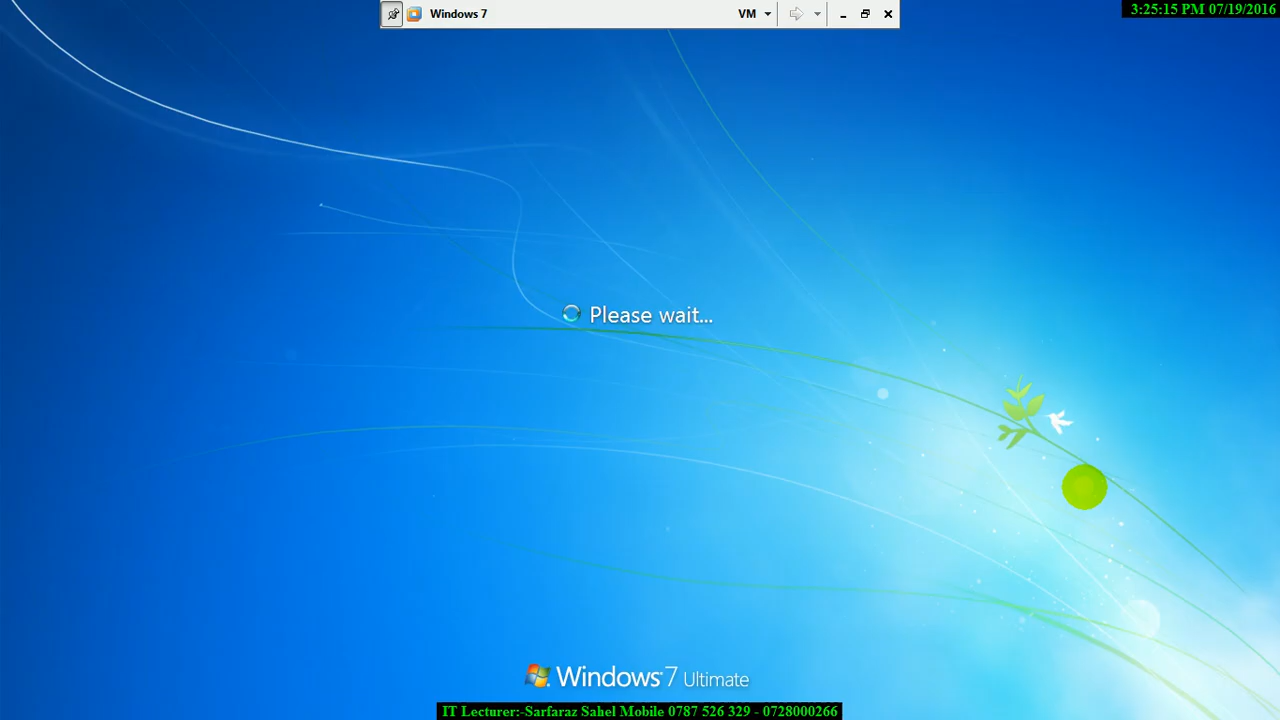 Windows 7
VM
3:25:15 PM 07/19/2016
Please wait...
Windows 7 Ultimate
IT Lecturer:-Sarfaraz Sahel Mobile 0787 526 329 - 0728000266